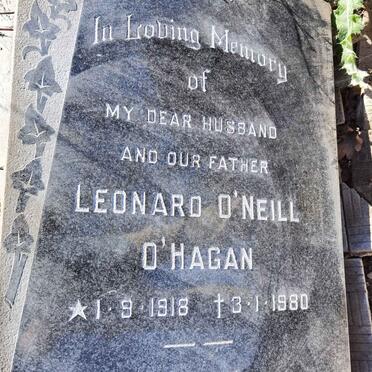 In Loving Memory
of
MY DEAR HUSBAND
AND OUR FATHER
LEONARD O'NEILL
O'HAGAN
★1·9·1918 †3·1·1980